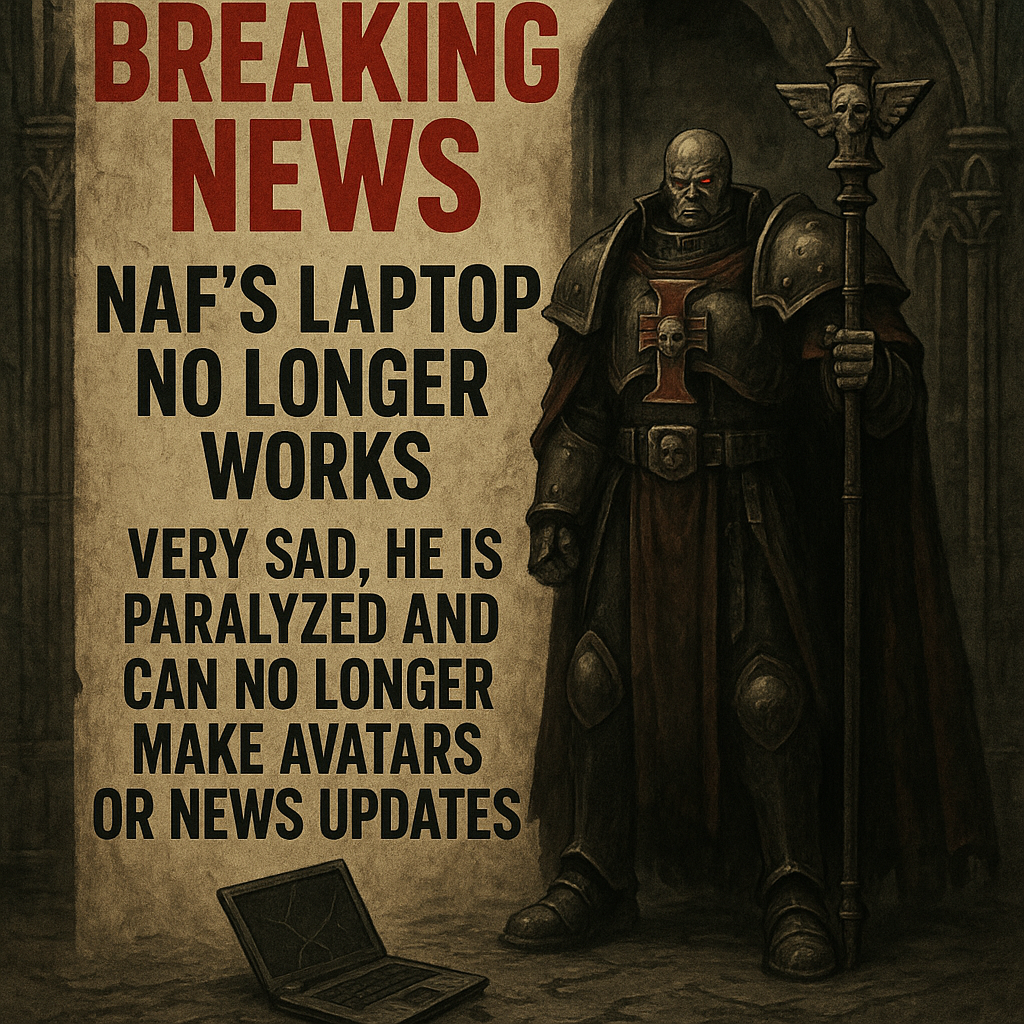 BREAKING
NEWS
NAF'S LAPTOP
NO LONGER
WORKS
VERY SAD, HE IS
PARALYZED AND
CAN NO LONGER
MAKE AVATARS
OR NEWS UPDATES